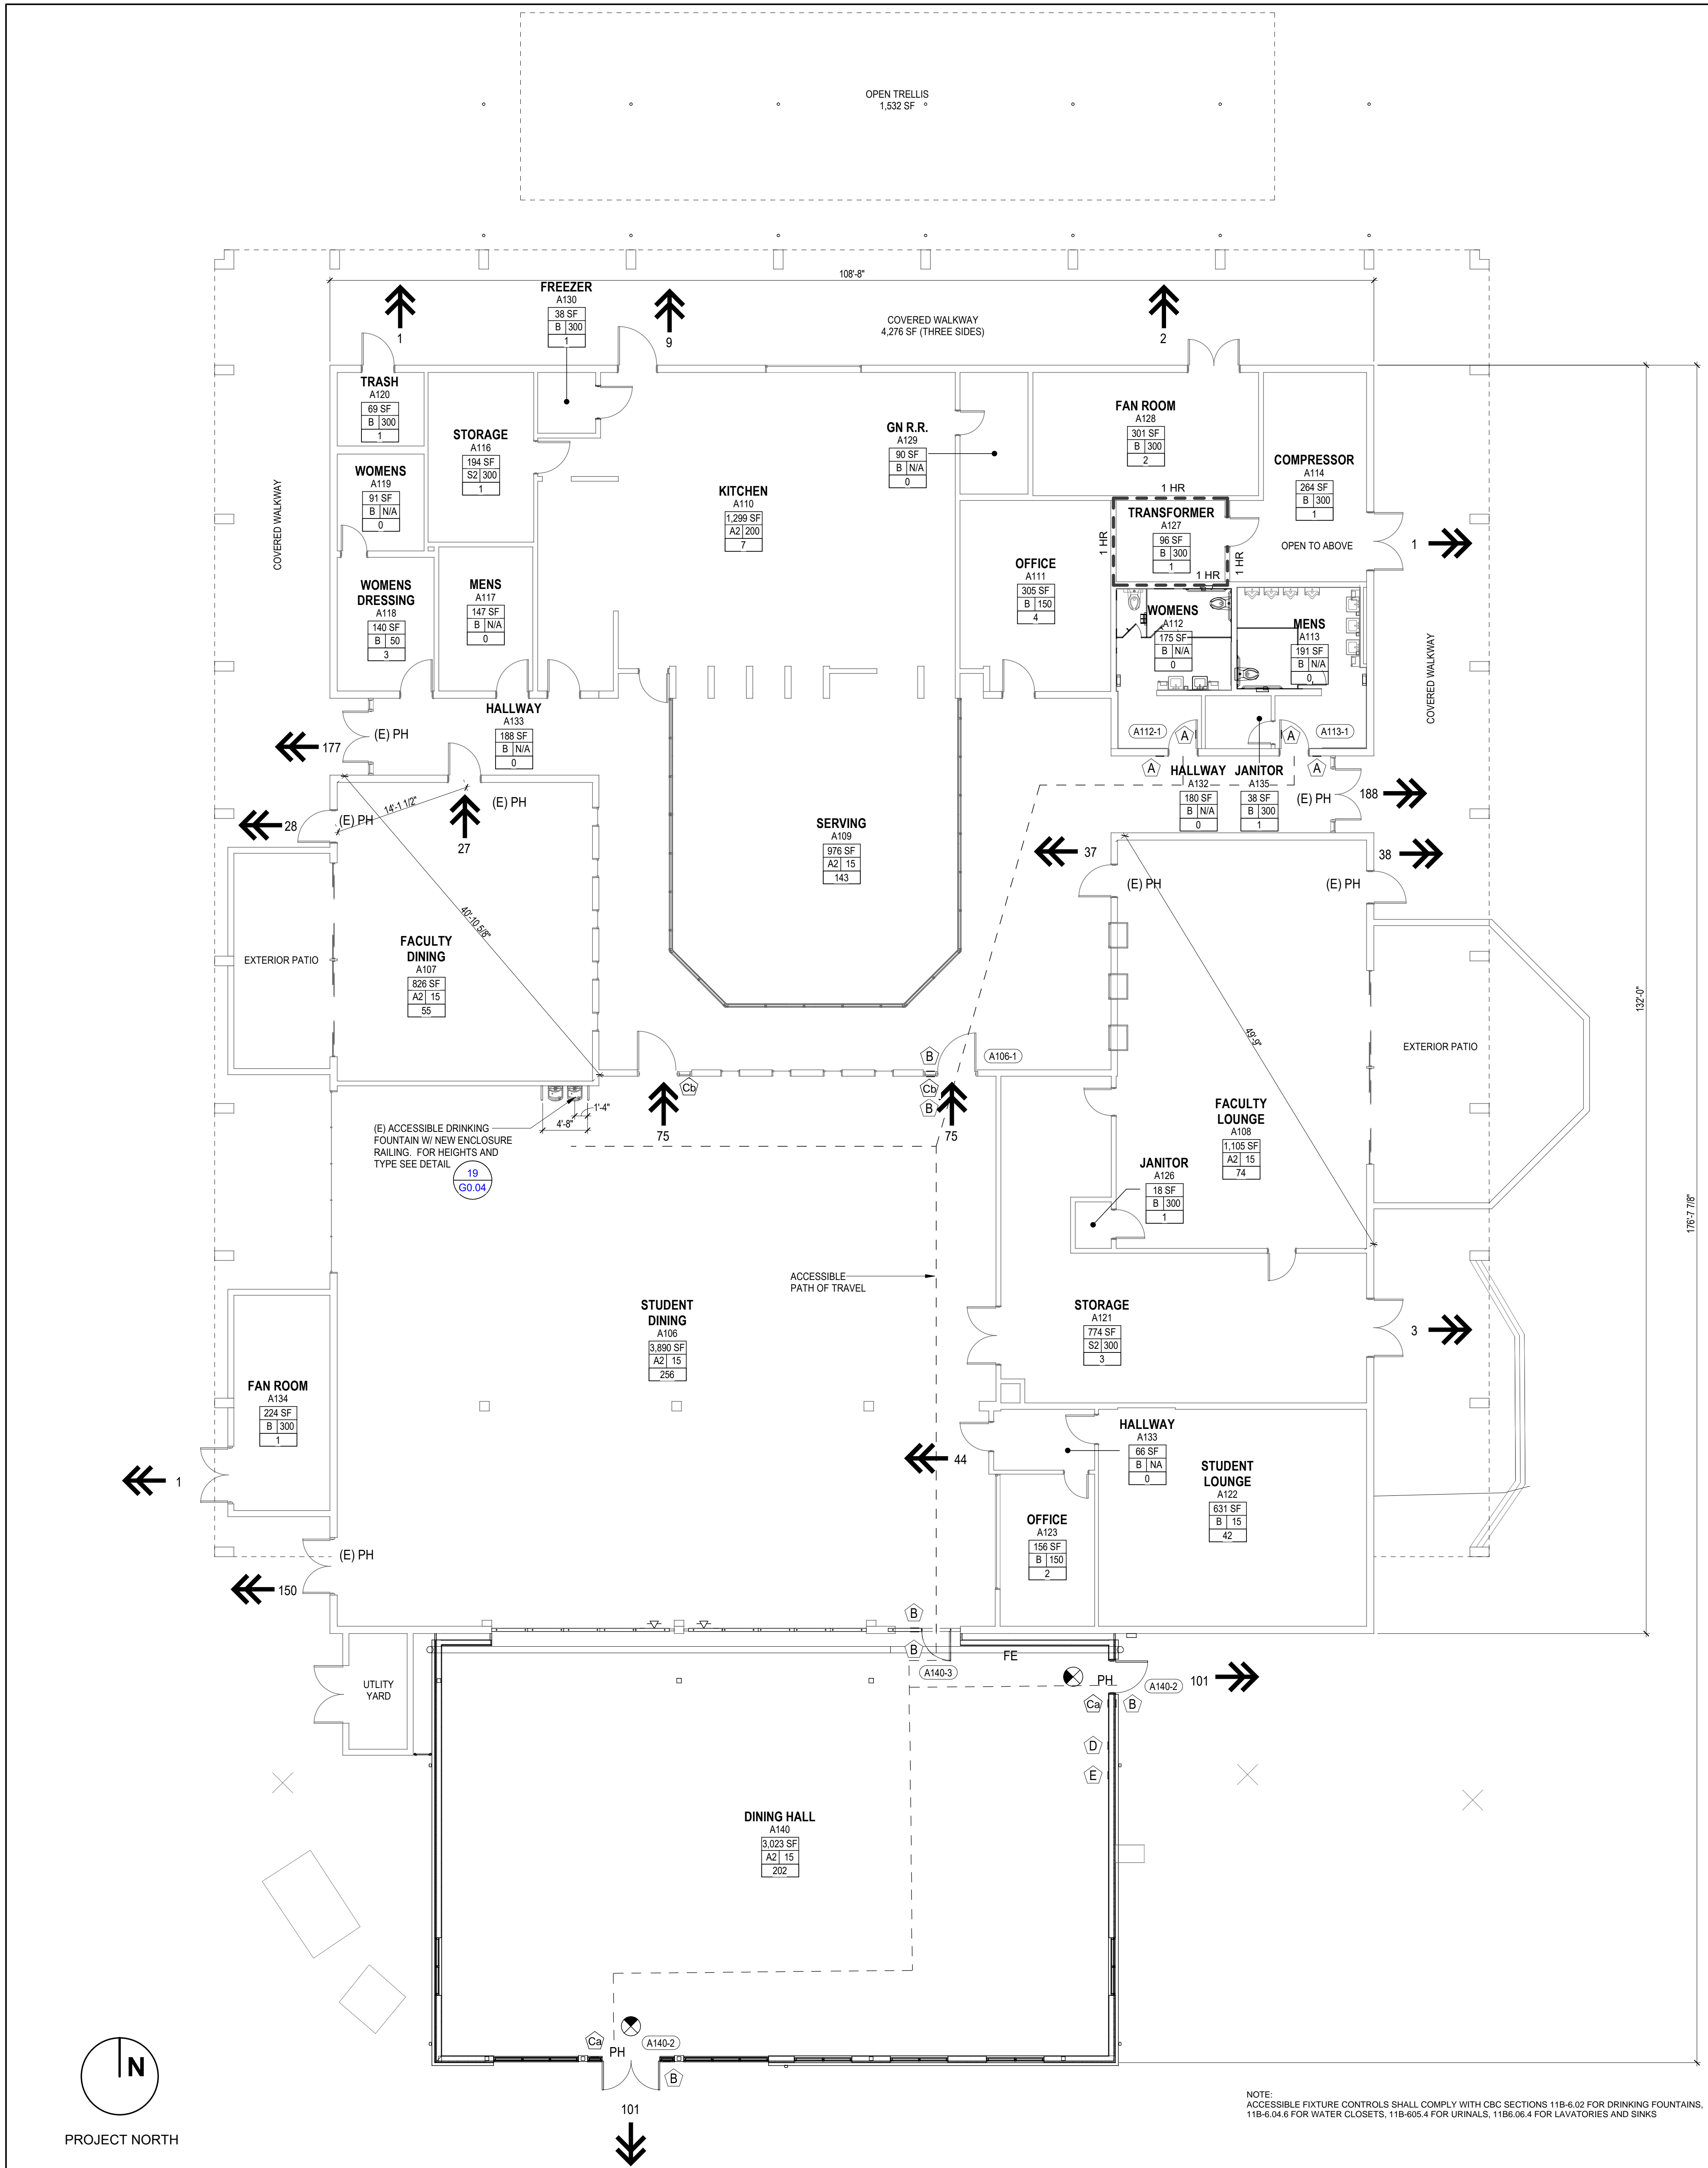 OPEN TRELLIS
1,532 SF
108'-8"
FREEZER
A130
38 SF
B 300
1
1
9
COVERED WALKWAY
4,276 SF (THREE SIDES)
2
TRASH
A120
69 SF
B 300
1
STORAGE
A116
194 SF
S2 300
1
GN R.R.
A129
90 SF
B N/A
0
FAN ROOM
A128
301 SF
B 300
2
COMPRESSOR
A114
264 SF
B 300
1
OPEN TO ABOVE
1
WOMENS
A119
91 SF
B N/A
0
COVERED WALKWAY
KITCHEN
A110
1,299 SF
A2 200
7
1 HR
TRANSFORMER
A127
96 SF
B 300
1
1 HR
1 HR
1 HR
OFFICE
A111
305 SF
B 150
4
WOMENS
DRESSING
A118
140 SF
B 50
3
MENS
A117
147 SF
B N/A
0
WOMENS
A112
175 SF
B N/A
0
MENS
A113
191 SF
B N/A
0
COVERED WALKWAY
HALLWAY
A133
188 SF
B N/A
0
177
(E) PH
A112-1
A
A
A113-1
A
A
HALLWAY
A132
180 SF
B N/A
0
JANITOR
A135
38 SF
B 300
1
(E) PH
188
28
(E) PH
14'-1 1/2"
(E) PH
27
SERVING
A109
976 SF
A2 15
143
37
38
(E) PH
(E) PH
40'-10 5/8"
FACULTY
DINING
A107
826 SF
A2 15
55
EXTERIOR PATIO
49'-9"
EXTERIOR PATIO
132'-0"
176'-7 7/8"
B
A106-1
Cb
Cb
B
75
75
(E) ACCESSIBLE DRINKING
FOUNTAIN W/ NEW ENCLOSURE
RAILING. FOR HEIGHTS AND
TYPE SEE DETAIL
19
G0.04
1'-4"
4'-8"
FACULTY
LOUNGE
A108
1,105 SF
A2 15
74
JANITOR
A126
18 SF
B 300
1
ACCESSIBLE
PATH OF TRAVEL
STUDENT
DINING
A106
3,890 SF
A2 15
256
STORAGE
A121
774 SF
S2 300
3
3
FAN ROOM
A134
224 SF
B 300
1
1
44
HALLWAY
A133
66 SF
B NA
0
STUDENT
LOUNGE
A122
631 SF
B 15
42
OFFICE
A123
156 SF
B 150
2
(E) PH
150
B
B
A140-3
FE
PH
A140-2
101
Ca
B
D
E
UTLITY
YARD
DINING HALL
A140
3,023 SF
A2 15
202
Ca
PH
A140-2
B
101
N
PROJECT NORTH
NOTE:
ACCESSIBLE FIXTURE CONTROLS SHALL COMPLY WITH CBC SECTIONS 11B-6.02 FOR DRINKING FOUNTAINS,
11B-6.04.6 FOR WATER CLOSETS, 11B-605.4 FOR URINALS, 11B6.06.4 FOR LAVATORIES AND SINKS